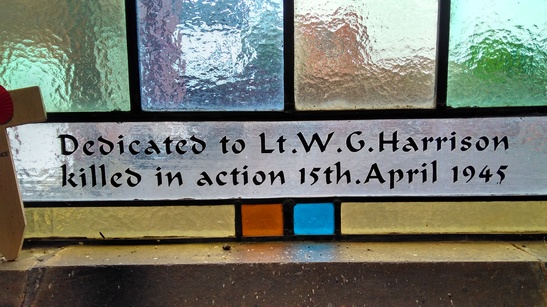 Dedicated to Lt.W.G.Harrison
killed in action 15th.April 1945